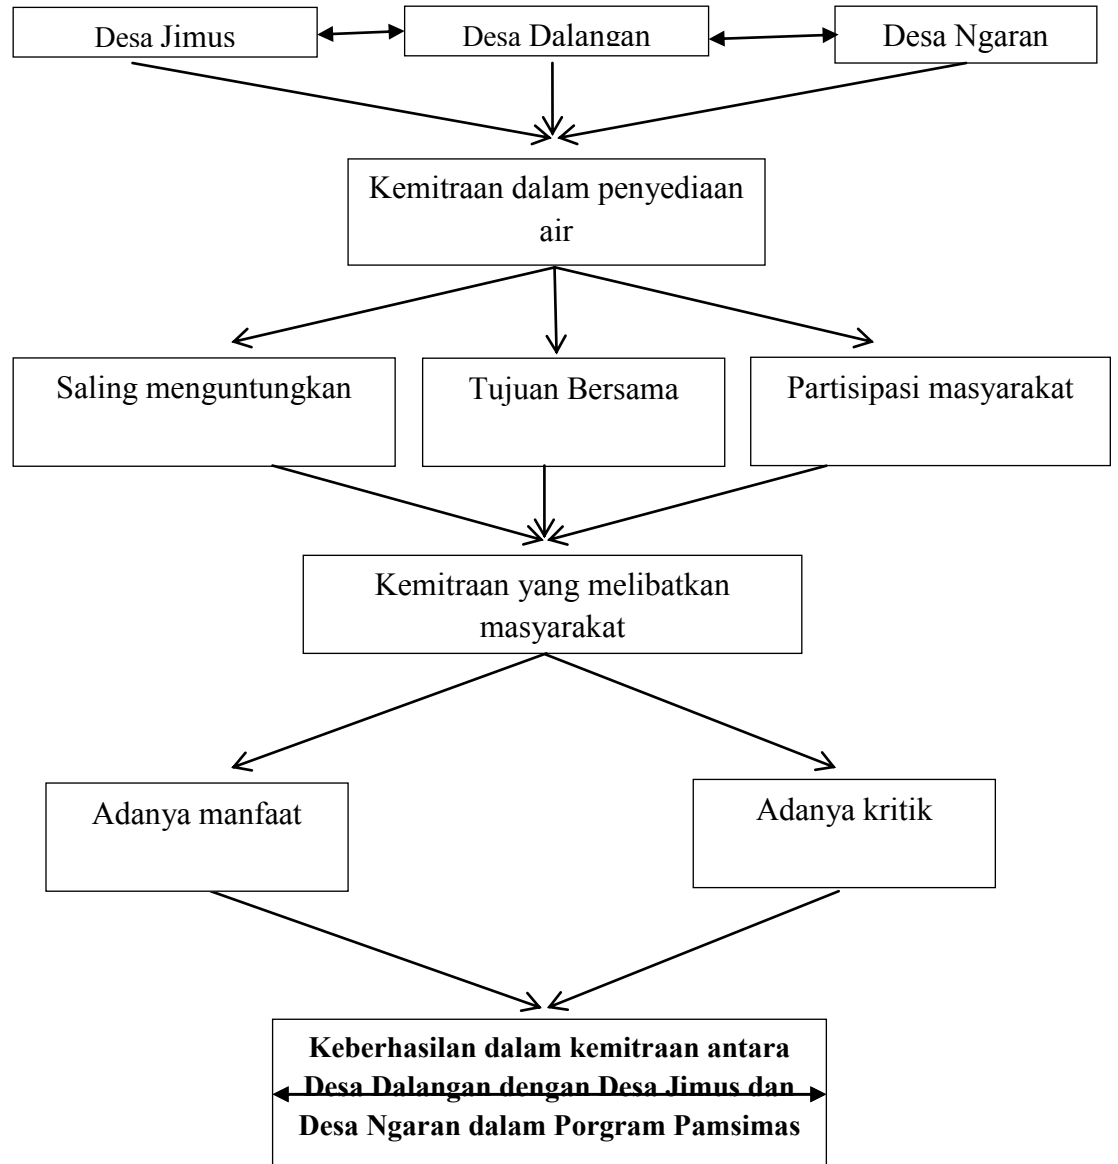 Desa Jimus
Desa Dalangan
Desa Ngaran
Kemitraan dalam penyediaan
air
Saling menguntungkan
Tujuan Bersama
Partisipasi masyarakat
Kemitraan yang melibatkan
masyarakat
Adanya manfaat
Adanya kritik
Keberhasilan dalam kemitraan antara
Desa Dalangan dengan Desa Jimus dan
Desa Ngaran dalam Porgram Pamsimas